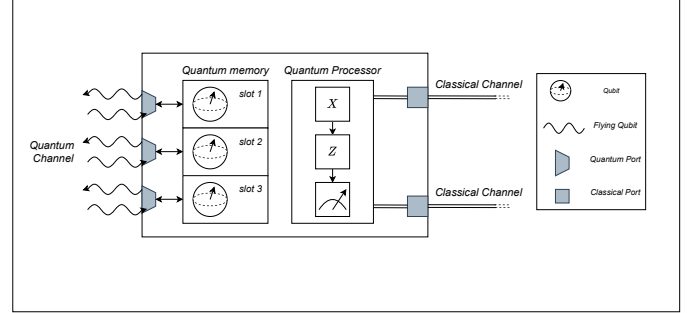 Quantum memory
Quantum Processor
slot 1
slot 2
slot 3
Quantum
Channel
X
Z
Classical Channel
Classical Channel
Qubit
Flying Qubit
Quantum Port
Classical Port